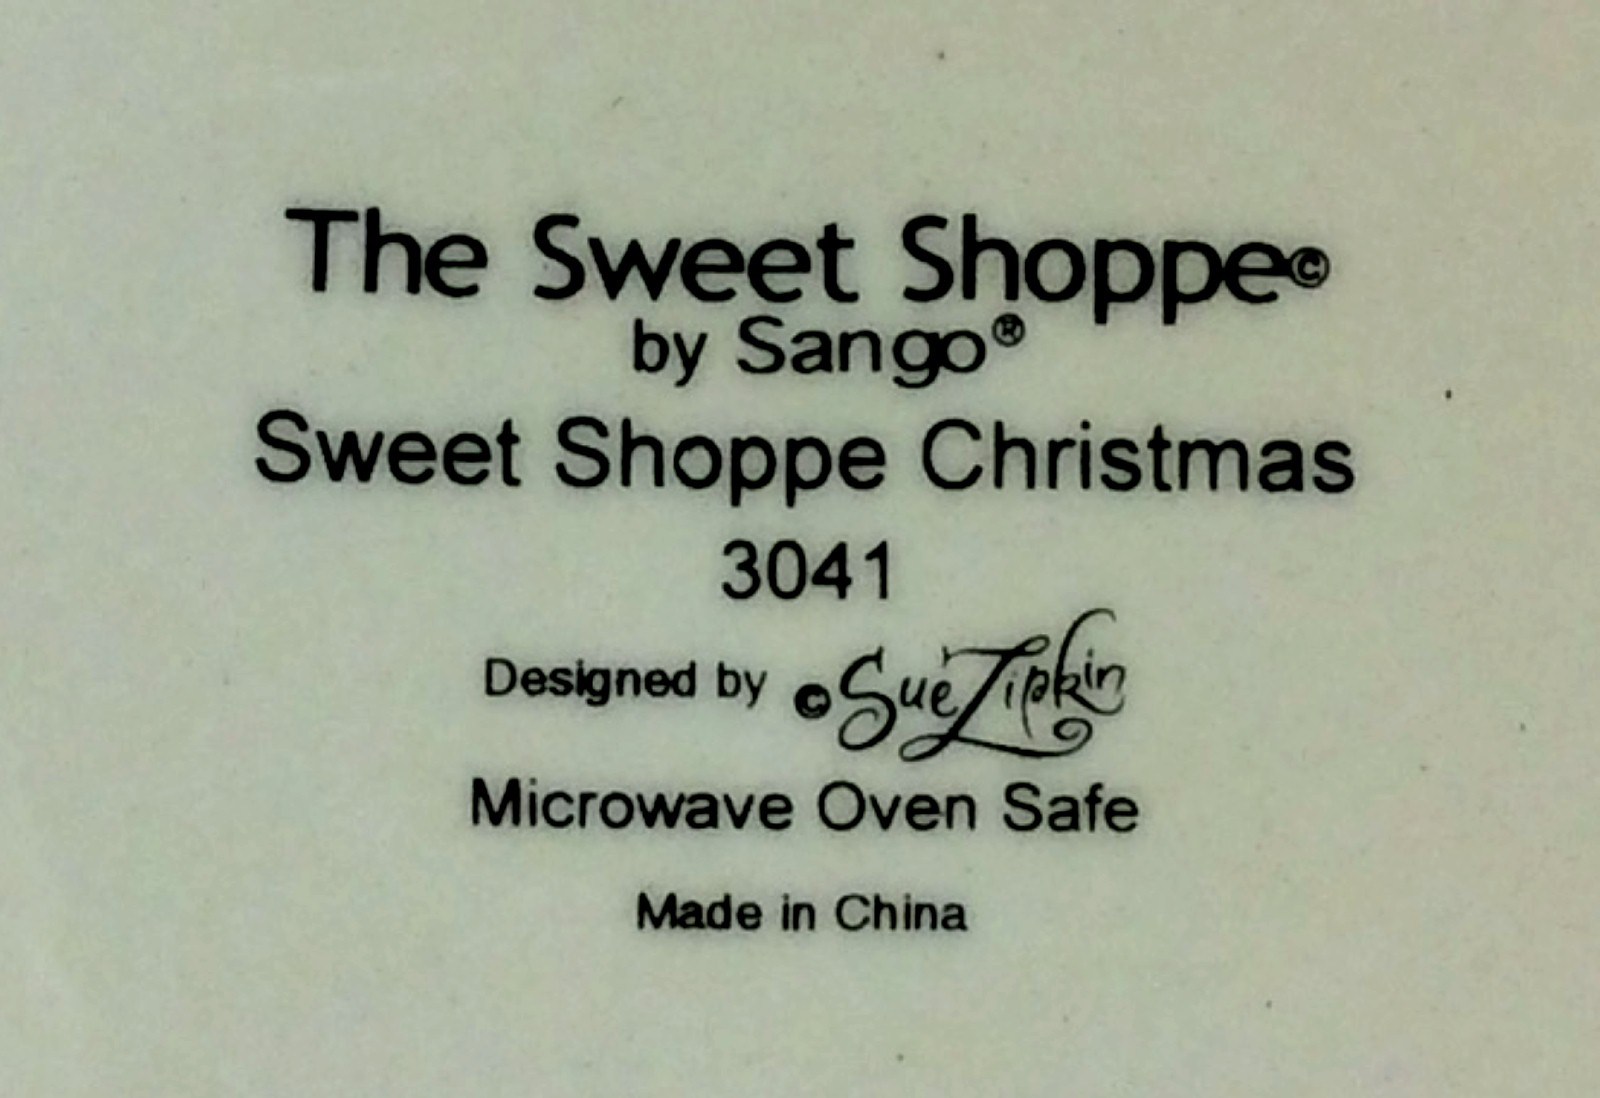 The Sweet Shoppe©
by Sango®
Sweet Shoppe Christmas
3041
Designed by ©Sue Zipkin
Microwave Oven Safe
Made in China